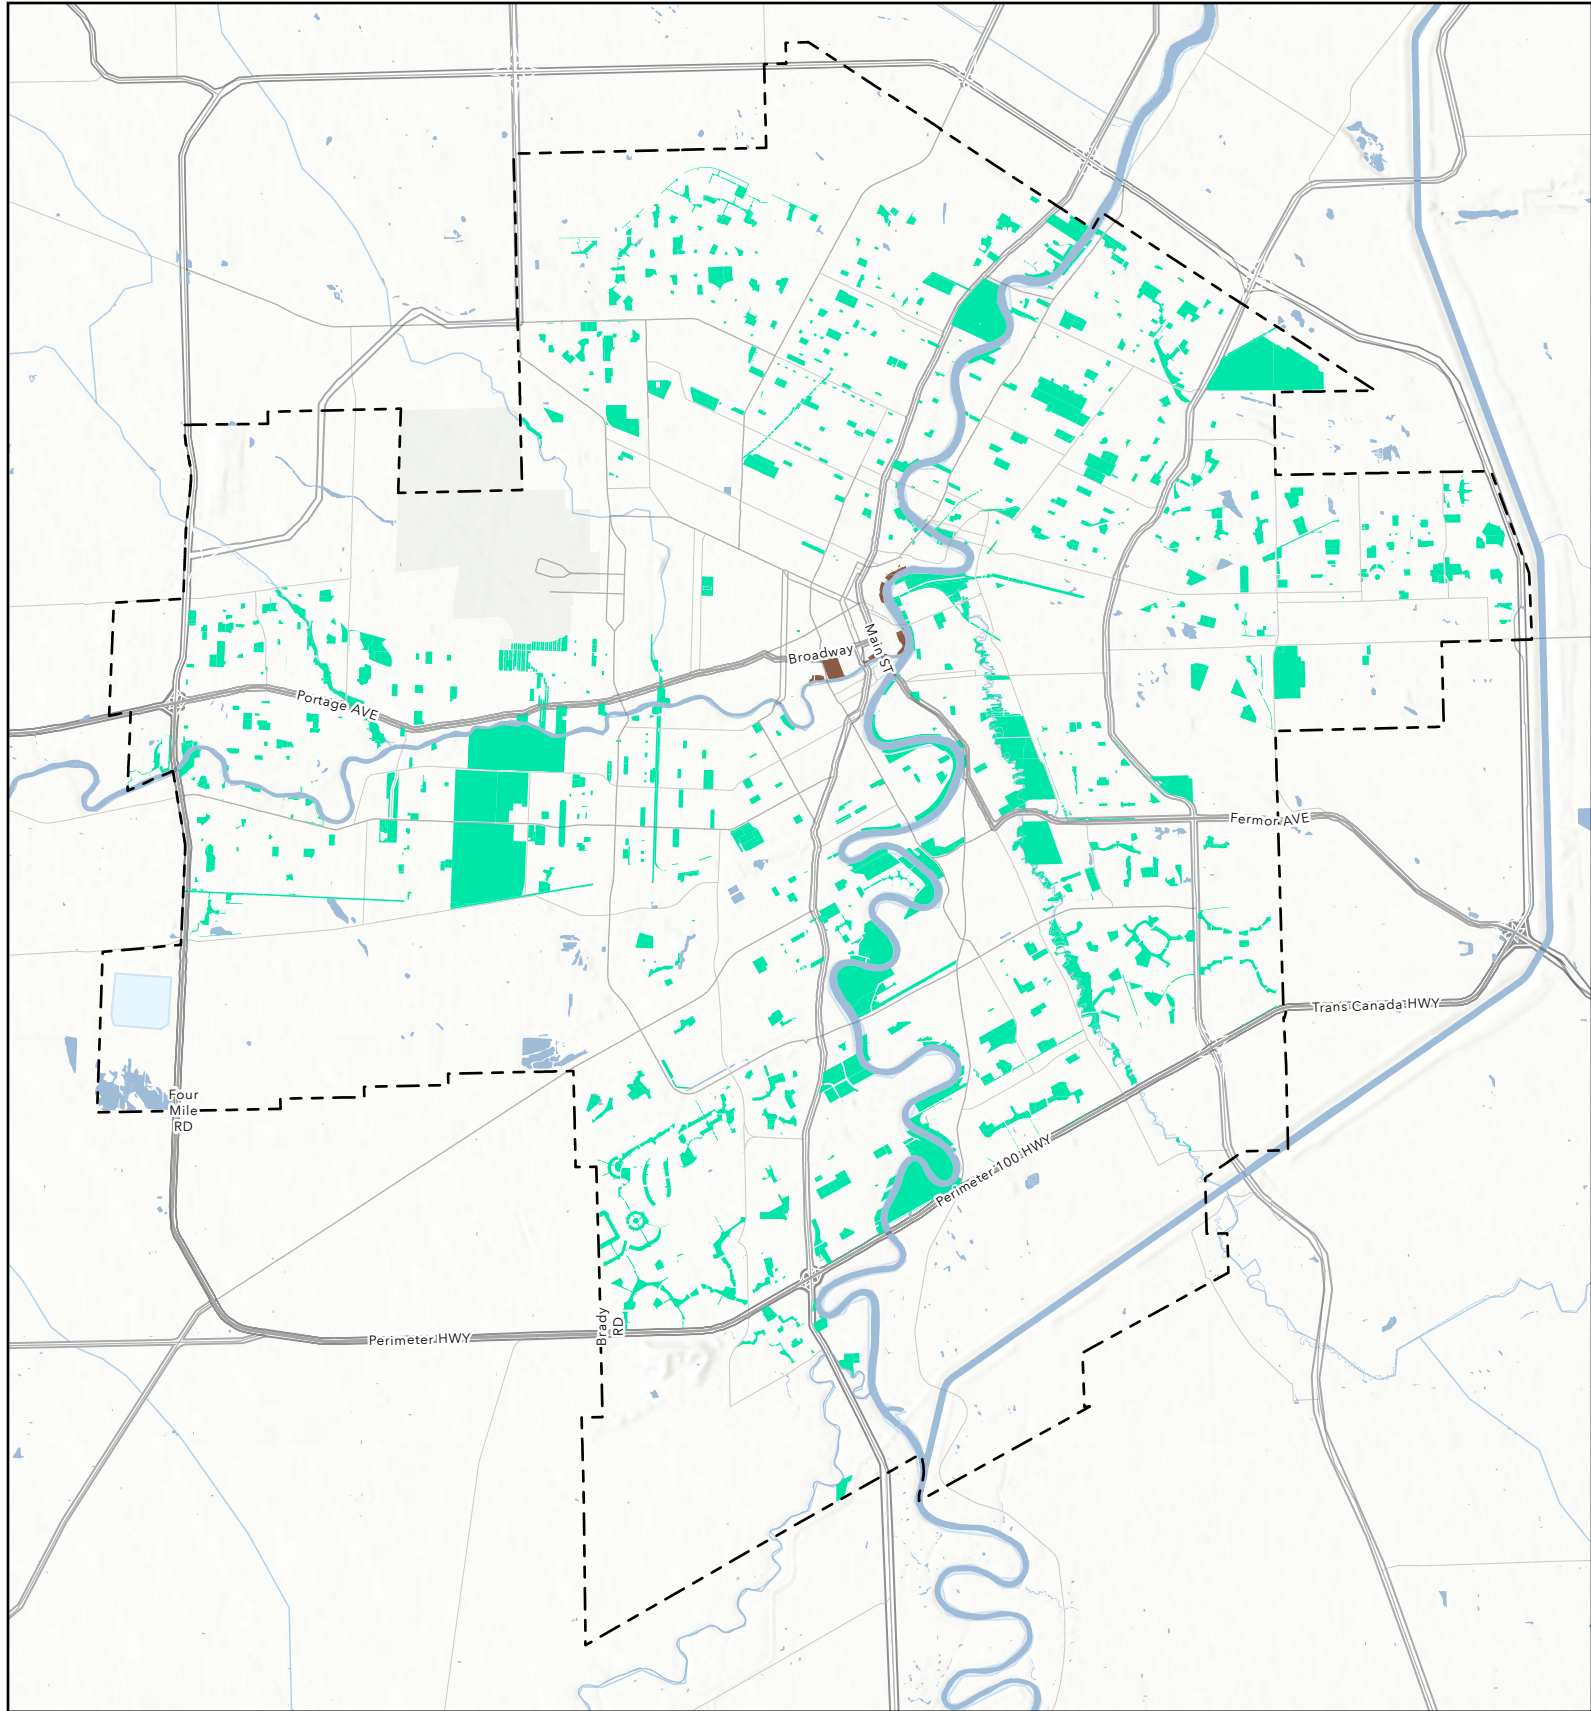 Main ST
Broadway
Portage AVE
Fermor AVE
Trans Canada HWY
Four
Mile
RD
Perimeter 100 HWY
Perimeter HWY
Brady
RD